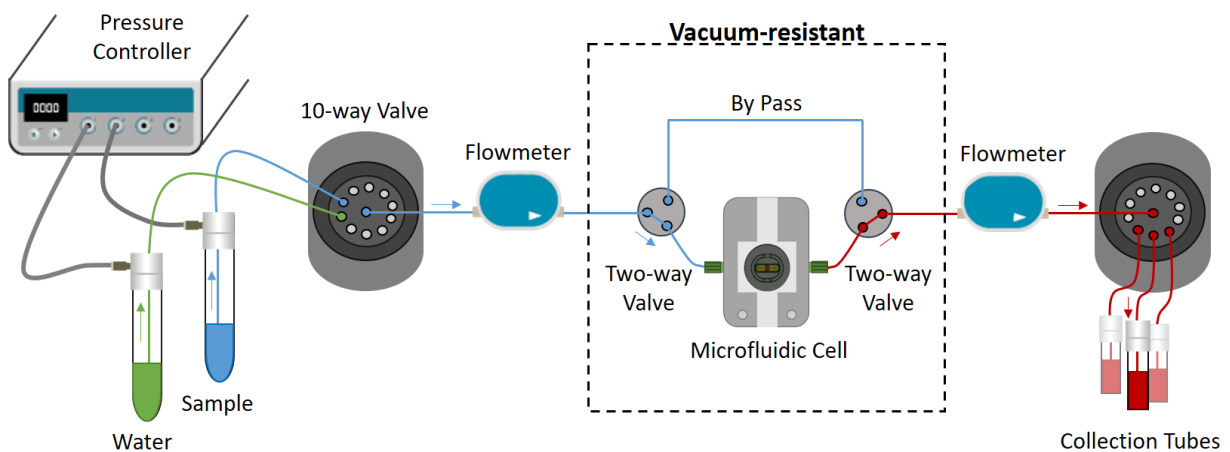 Pressure
Controller
0000
10-way Valve
Flowmeter
Vacuum-resistant
By Pass
Flowmeter
Two-way
Valve
Two-way
Valve
Microfluidic Cell
Sample
Water
Collection Tubes